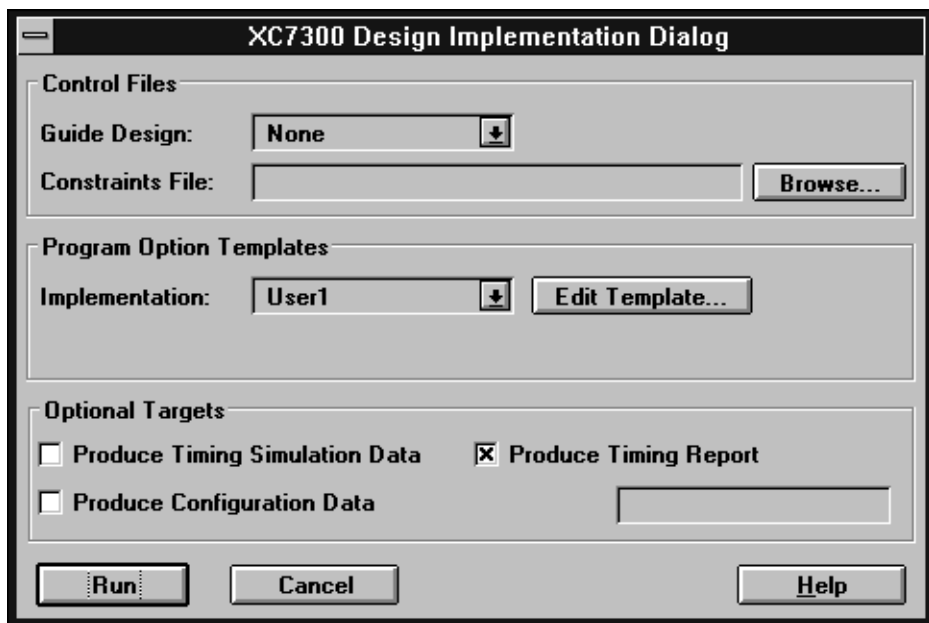 XC7300 Design Implementation Dialog
Control Files
Guide Design: None
Constraints File: Browse...
Program Option Templates
Implementation: User1 Edit Template...
Optional Targets
Produce Timing Simulation Data Produce Timing Report
Produce Configuration Data
Run Cancel Help